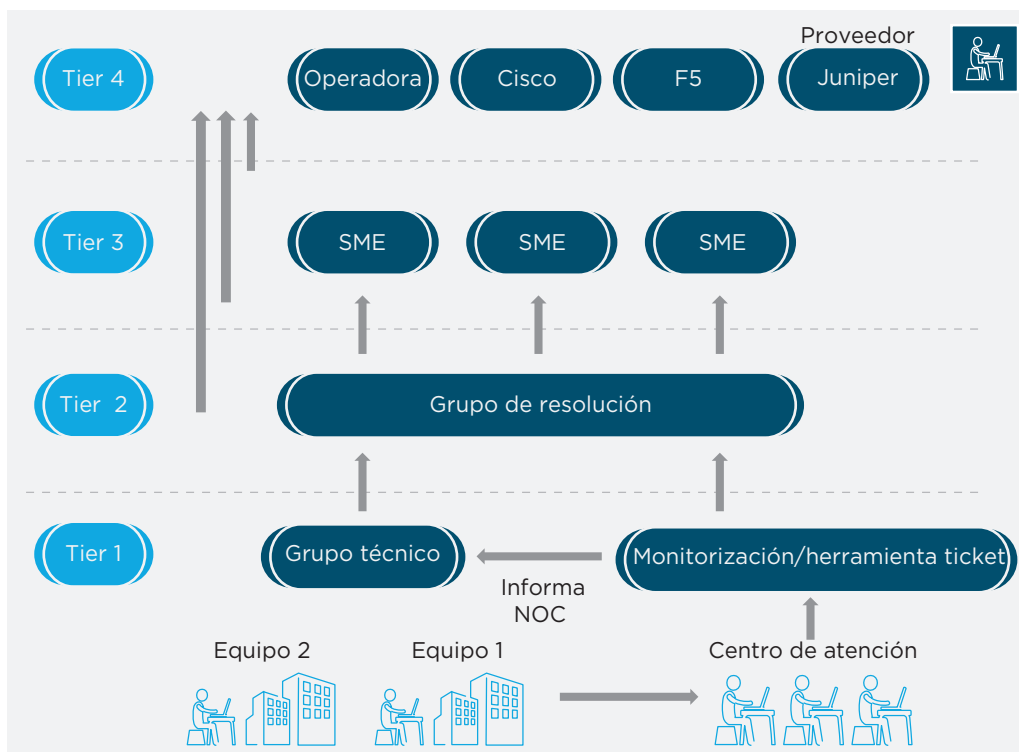 Proveedor
Tier 4
Operadora
Cisco
F5
Juniper
Tier 3
SME
SME
SME
Tier 2
Grupo de resolución
Tier 1
Grupo técnico
Monitorización/herramienta ticket
Informa
NOC
Equipo 2
Equipo 1
Centro de atención